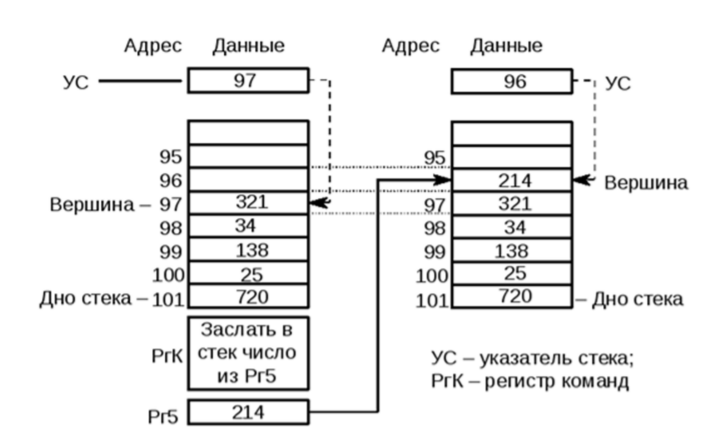 Адрес Данные Адрес Данные
УС 97 96 УС
95 95
96 214 Вершина
Вершина – 97 321 97 321
98 34 98 34
99 138 99 138
100 25 100 25
Дно стека – 101 720 101 720 – Дно стека
РгК Заслать в
стек число
из Рг5
УС – указатель стека;
РгК – регистр команд
Рг5 214